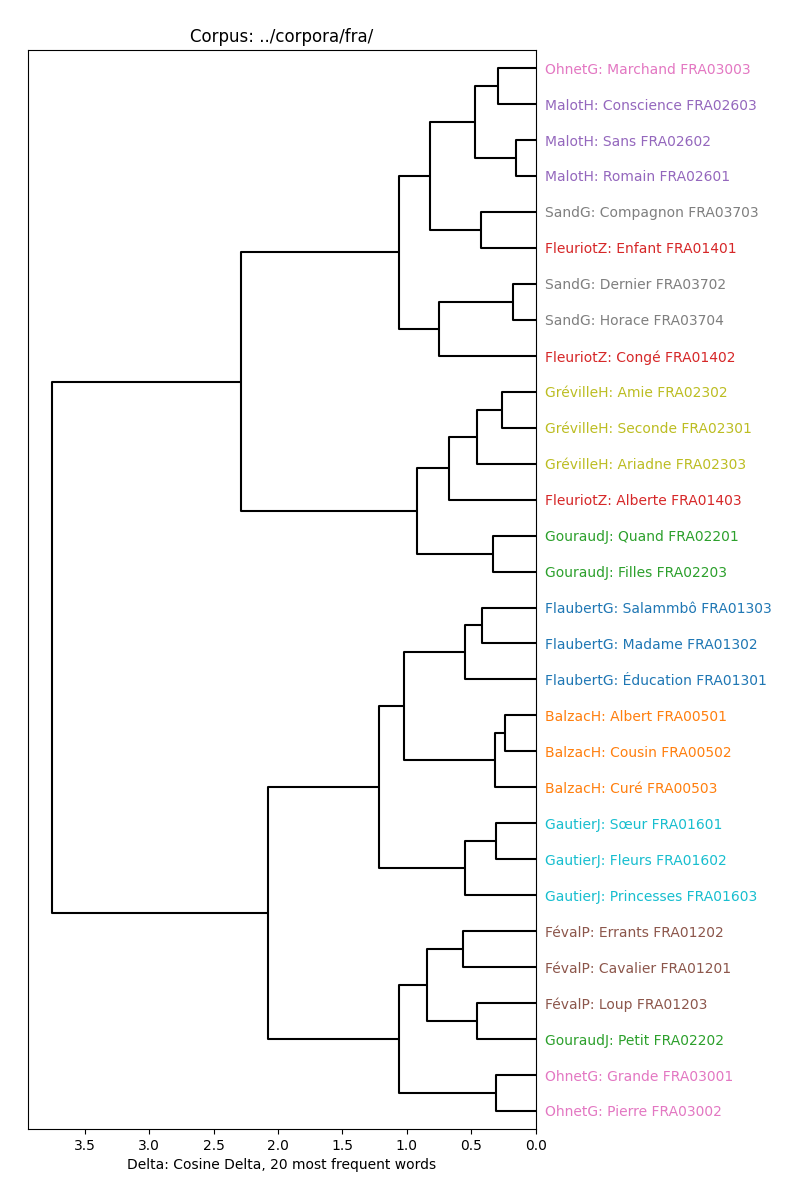 Corpus: ../corpora/fra/
OhnetG: Marchand FRA03003
MalotH: Conscience FRA02603
MalotH: Sans FRA02602
MalotH: Romain FRA02601
SandG: Compagnon FRA03703
FleuriotZ: Enfant FRA01401
SandG: Dernier FRA03702
SandG: Horace FRA03704
FleuriotZ: Congé FRA01402
GrévilleH: Amie FRA02302
GrévilleH: Seconde FRA02301
GrévilleH: Ariadne FRA02303
FleuriotZ: Alberte FRA01403
GouraudJ: Quand FRA02201
GouraudJ: Filles FRA02203
FlaubertG: Salammbô FRA01303
FlaubertG: Madame FRA01302
FlaubertG: Éducation FRA01301
BalzacH: Albert FRA00501
BalzacH: Cousin FRA00502
BalzacH: Curé FRA00503
GautierJ: Sœur FRA01601
GautierJ: Fleurs FRA01602
GautierJ: Princesses FRA01603
FévalP: Errants FRA01202
FévalP: Cavalier FRA01201
FévalP: Loup FRA01203
GouraudJ: Petit FRA02202
OhnetG: Grande FRA03001
OhnetG: Pierre FRA03002
3.5 3.0 2.5 2.0 1.5 1.0 0.5 0.0
Delta: Cosine Delta, 20 most frequent words